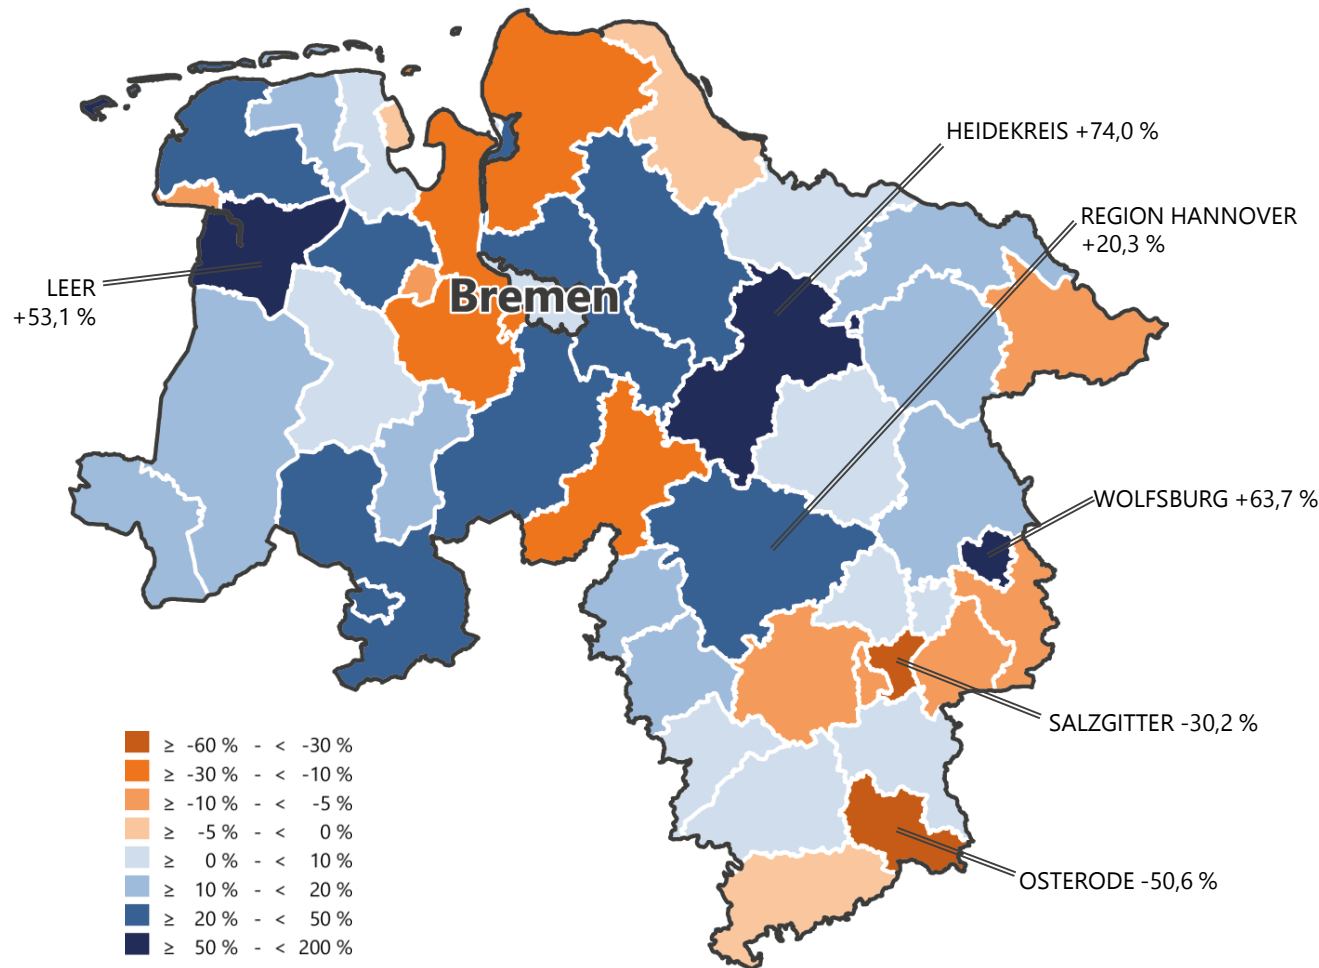 HEIDEKREIS +74,0 %
REGION HANNOVER
+20,3 %
LEER
+53,1 %
Bremen
WOLFSBURG +63,7 %
SALZGITTER -30,2 %
OSTERODE -50,6 %
≥ -60 % - < -30 %
≥ -30 % - < -10 %
≥ -10 % - < -5 %
≥ -5 % - < 0 %
≥ 0 % - < 10 %
≥ 10 % - < 20 %
≥ 20 % - < 50 %
≥ 50 % - < 200 %